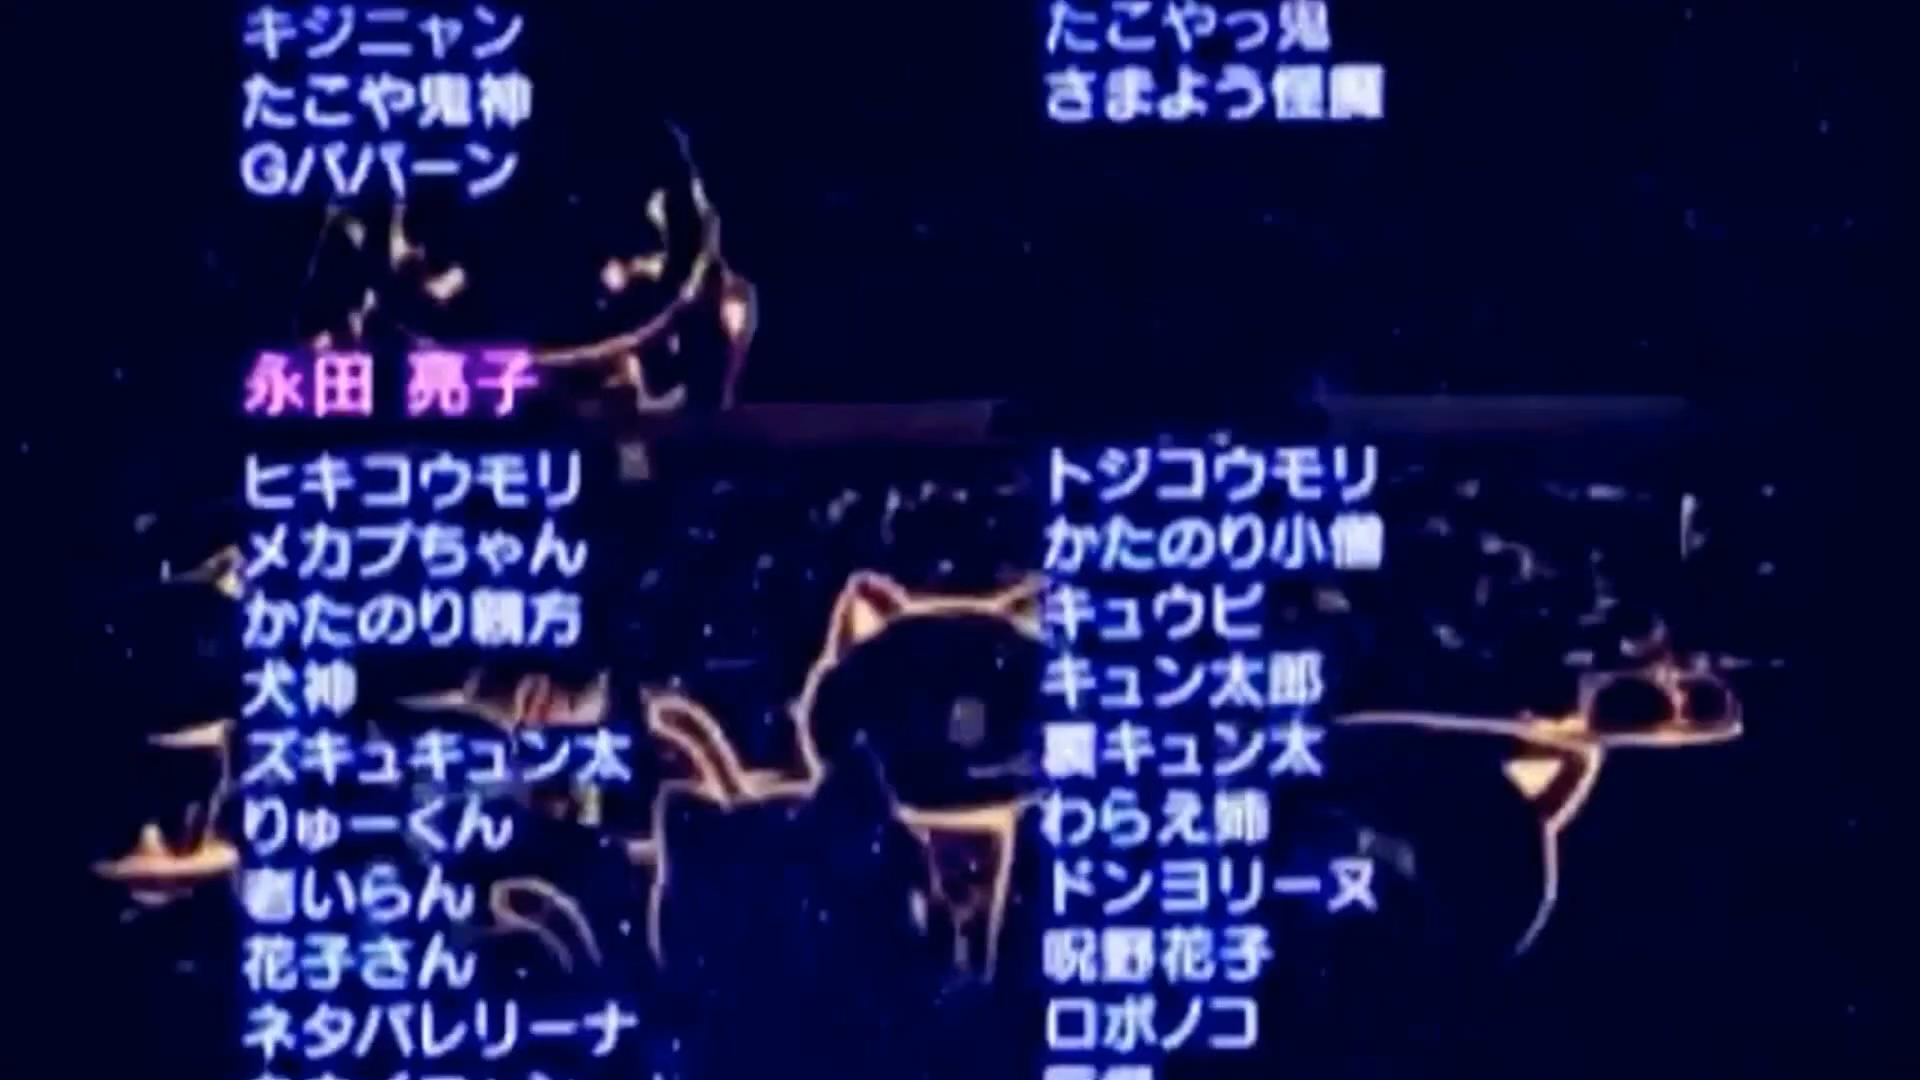 キジニャン
たこやっ鬼
たこや鬼神
さまよう怪魔
Gババーン
永田 亮子
ヒキコウモリ
トジコウモリ
メカブちゃん
かたのり小僧
かたのり親方
キュウビ
犬神
キュン太郎
ズキュキュン太
裏キュン太
りゅーくん
わらえ姉
老いらん
ドンヨリーヌ
花子さん
呪野花子
ネタバレリーナ
ロボノコ